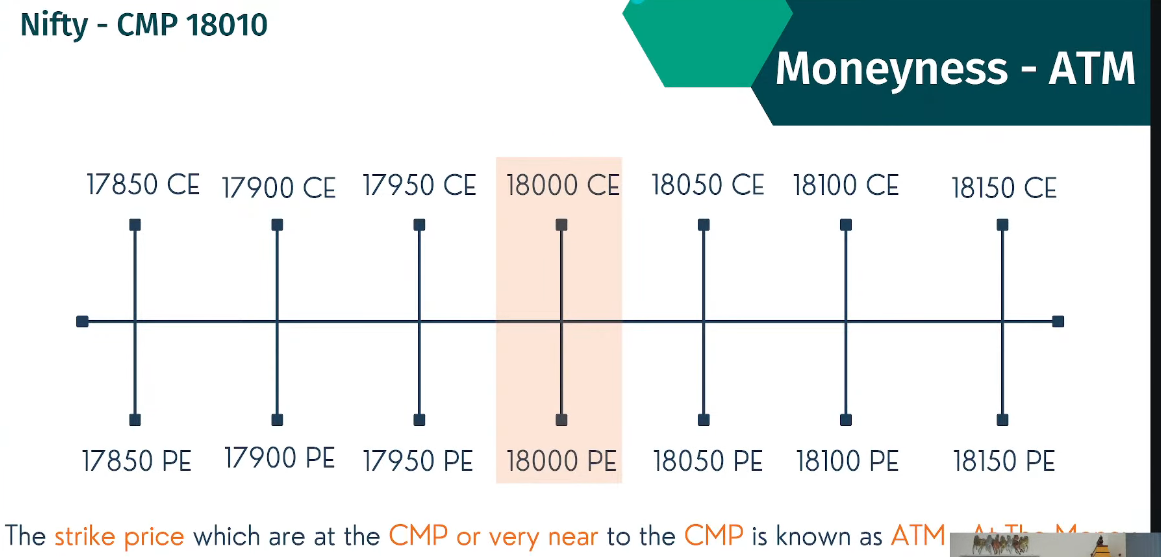 Nifty - CMP 18010
Moneyness - ATM
17850 CE 17900 CE 17950 CE 18000 CE 18050 CE 18100 CE 18150 CE
17850 PE 17900 PE 17950 PE 18000 PE 18050 PE 18100 PE 18150 PE
The strike price which are at the CMP or very near to the CMP is known as ATM